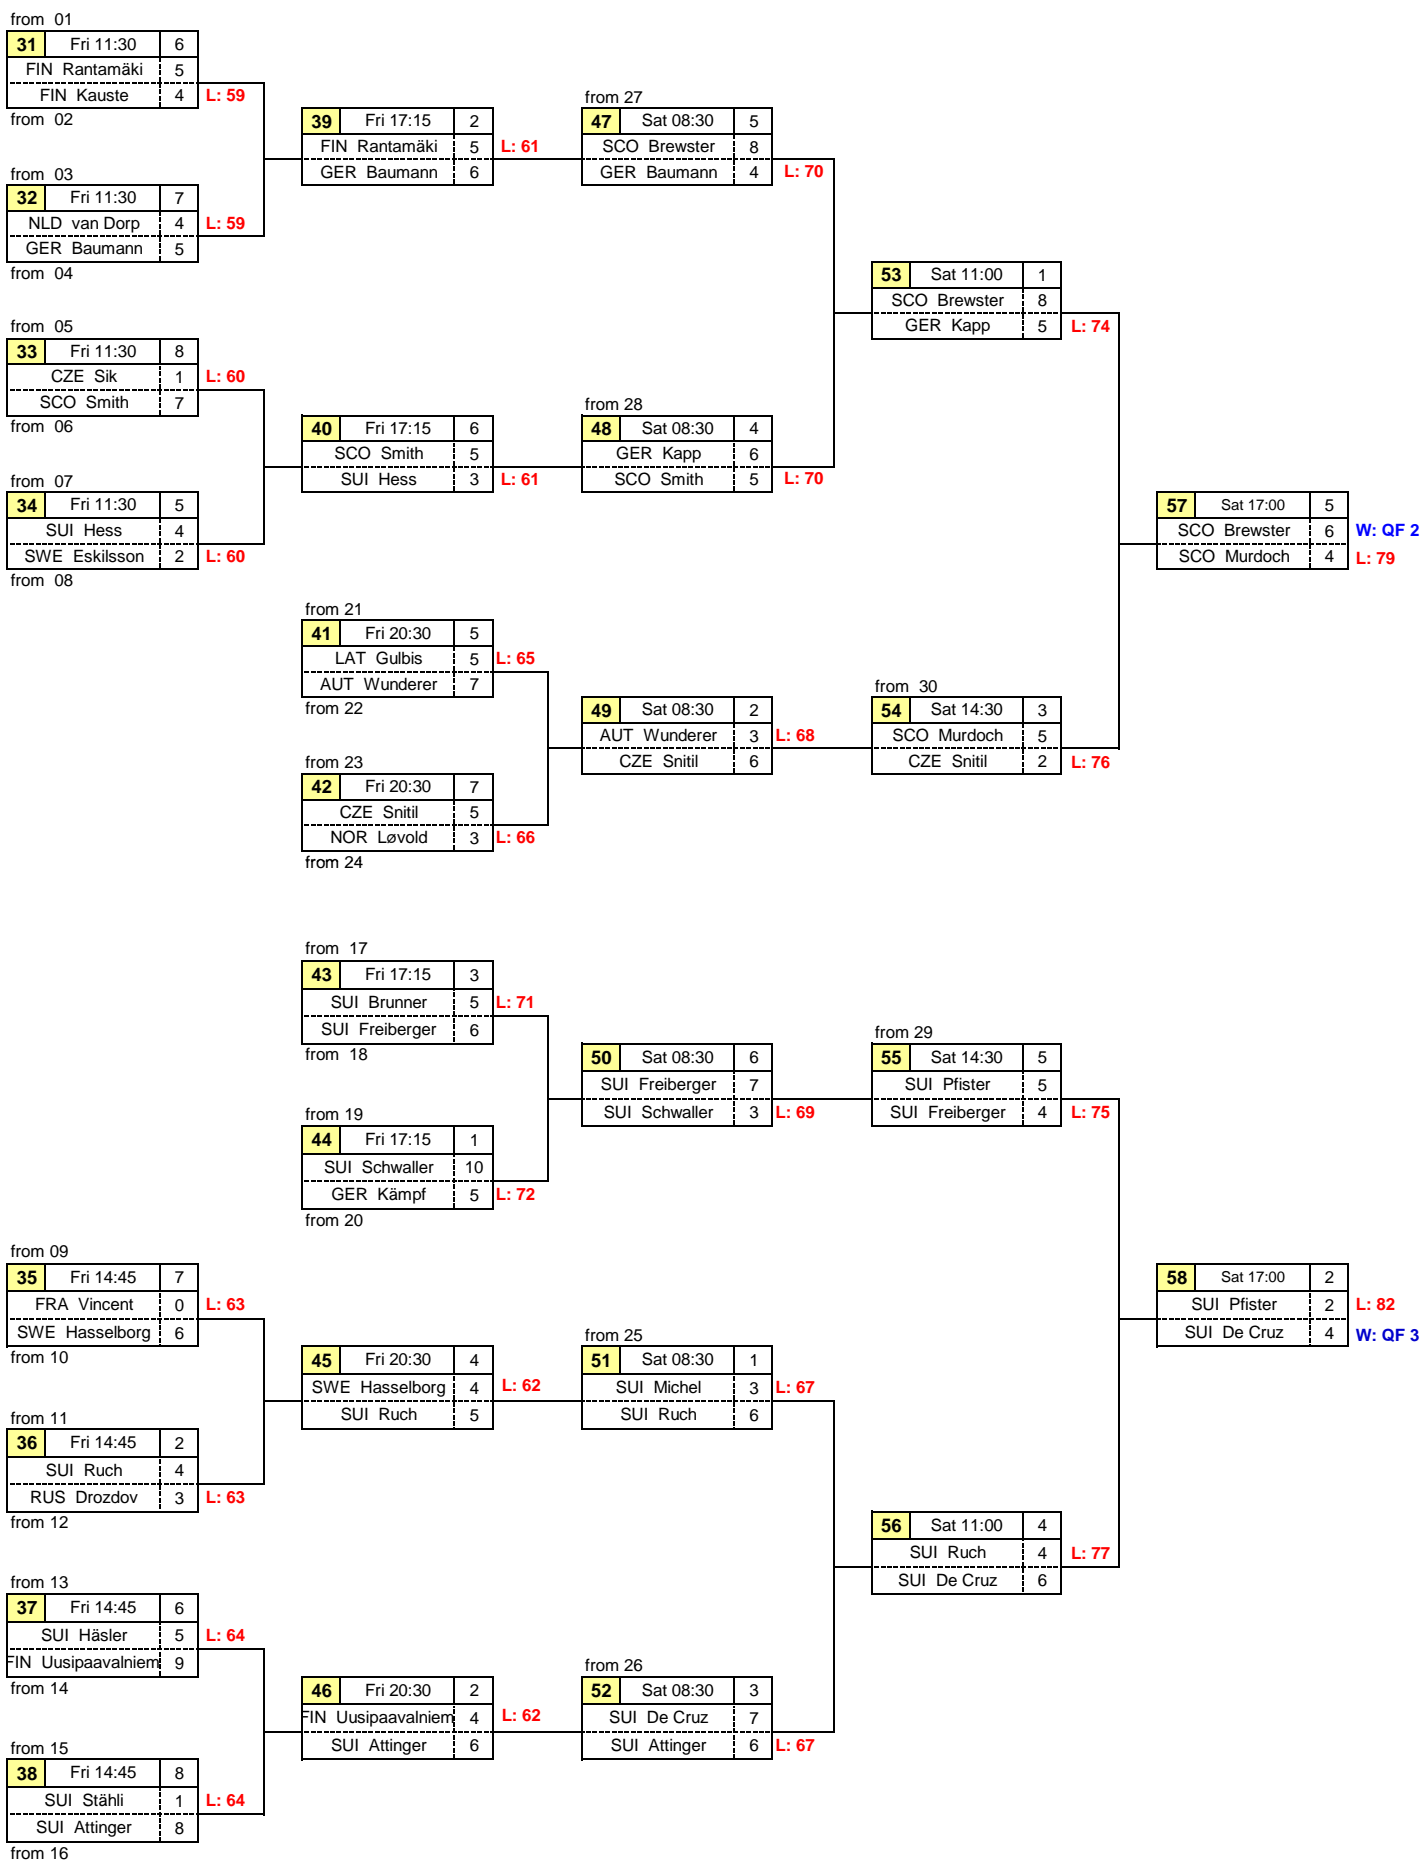 from 01
31 Fri 11:30 6
FIN Rantamäki 5
FIN Kauste 4 L: 59
from 02
from 03
32 Fri 11:30 7
NLD van Dorp 4 L: 59
GER Baumann 5
from 04
from 05
33 Fri 11:30 8
CZE Sik 1 L: 60
SCO Smith 7
from 06
from 07
34 Fri 11:30 5
SUI Hess 4
SWE Eskilsson 2 L: 60
from 08
39 Fri 17:15 2
FIN Rantamäki 5 L: 61
GER Baumann 6
40 Fri 17:15 6
SCO Smith 5
SUI Hess 3 L: 61
from 21
41 Fri 20:30 5
LAT Gulbis 5 L: 65
AUT Wunderer 7
from 22
from 23
42 Fri 20:30 7
CZE Snitil 5
NOR Løvold 3 L: 66
from 24
from 27
47 Sat 08:30 5
SCO Brewster 8
GER Baumann 4 L: 70
from 28
48 Sat 08:30 4
GER Kapp 6
SCO Smith 5 L: 70
49 Sat 08:30 2
AUT Wunderer 3 L: 68
CZE Snitil 6
53 Sat 11:00 1
SCO Brewster 8
GER Kapp 5 L: 74
from 30
54 Sat 14:30 3
SCO Murdoch 5
CZE Snitil 2 L: 76
57 Sat 17:00 5
SCO Brewster 6 W: QF 2
SCO Murdoch 4 L: 79
from 17
43 Fri 17:15 3
SUI Brunner 5 L: 71
SUI Freiberger 6
from 18
from 19
44 Fri 17:15 1
SUI Schwaller 10
GER Kämpf 5 L: 72
from 20
from 09
35 Fri 14:45 7
FRA Vincent 0 L: 63
SWE Hasselborg 6
from 10
from 11
36 Fri 14:45 2
SUI Ruch 4
RUS Drozdov 3 L: 63
from 12
from 13
37 Fri 14:45 6
SUI Häsler 5 L: 64
FIN Uusipaavalniem 9
from 14
from 15
38 Fri 14:45 8
SUI Stähli 1 L: 64
SUI Attinger 8
from 16
45 Fri 20:30 4
SWE Hasselborg 4 L: 62
SUI Ruch 5
46 Fri 20:30 2
FIN Uusipaavalniem 4 L: 62
SUI Attinger 6
50 Sat 08:30 6
SUI Freiberger 7
SUI Schwaller 3 L: 69
from 25
51 Sat 08:30 1
SUI Michel 3 L: 67
SUI Ruch 6
from 26
52 Sat 08:30 3
SUI De Cruz 7
SUI Attinger 6 L: 67
from 29
55 Sat 14:30 5
SUI Pfister 5
SUI Freiberger 4 L: 75
56 Sat 11:00 4
SUI Ruch 4 L: 77
SUI De Cruz 6
58 Sat 17:00 2
SUI Pfister 2 L: 82
SUI De Cruz 4 W: QF 3